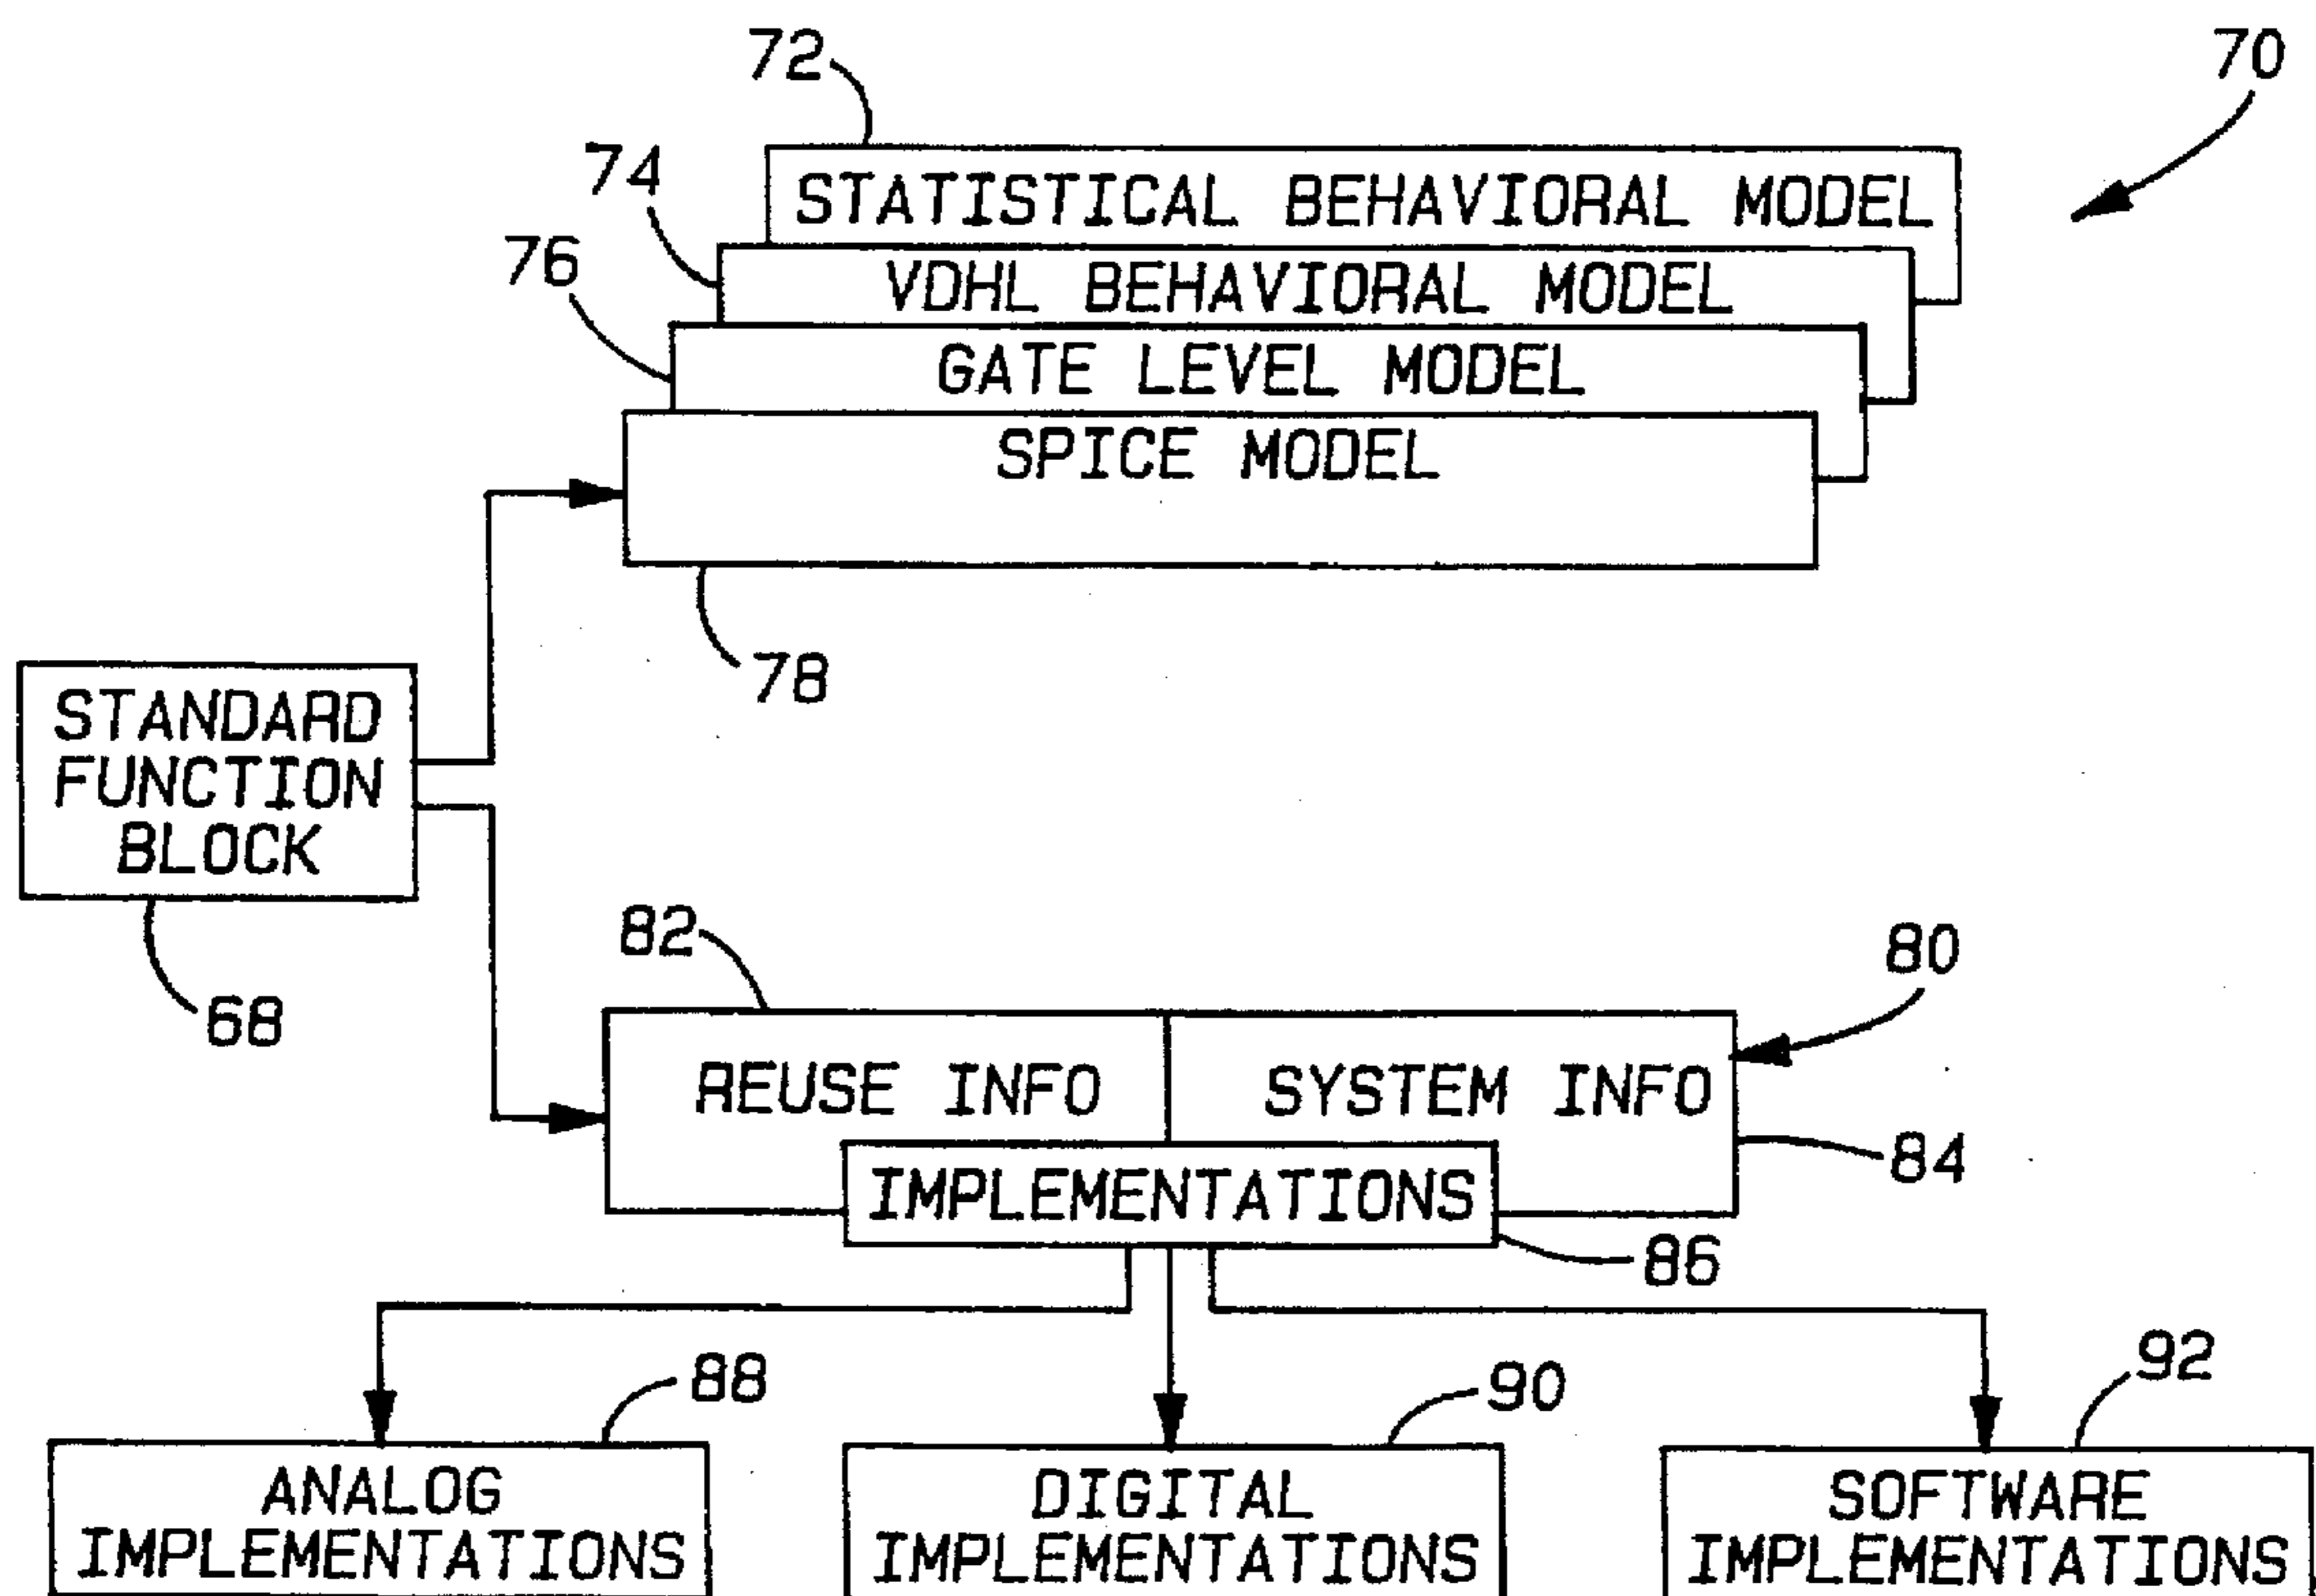 72
70
74
STATISTICAL BEHAVIORAL MODEL
76
VDHL BEHAVIORAL MODEL
GATE LEVEL MODEL
SPICE MODEL
78
STANDARD
FUNCTION
BLOCK
68
82
80
REUSE INFO
SYSTEM INFO
84
IMPLEMENTATIONS
86
88
90
92
ANALOG
IMPLEMENTATIONS
DIGITAL
IMPLEMENTATIONS
SOFTWARE
IMPLEMENTATIONS